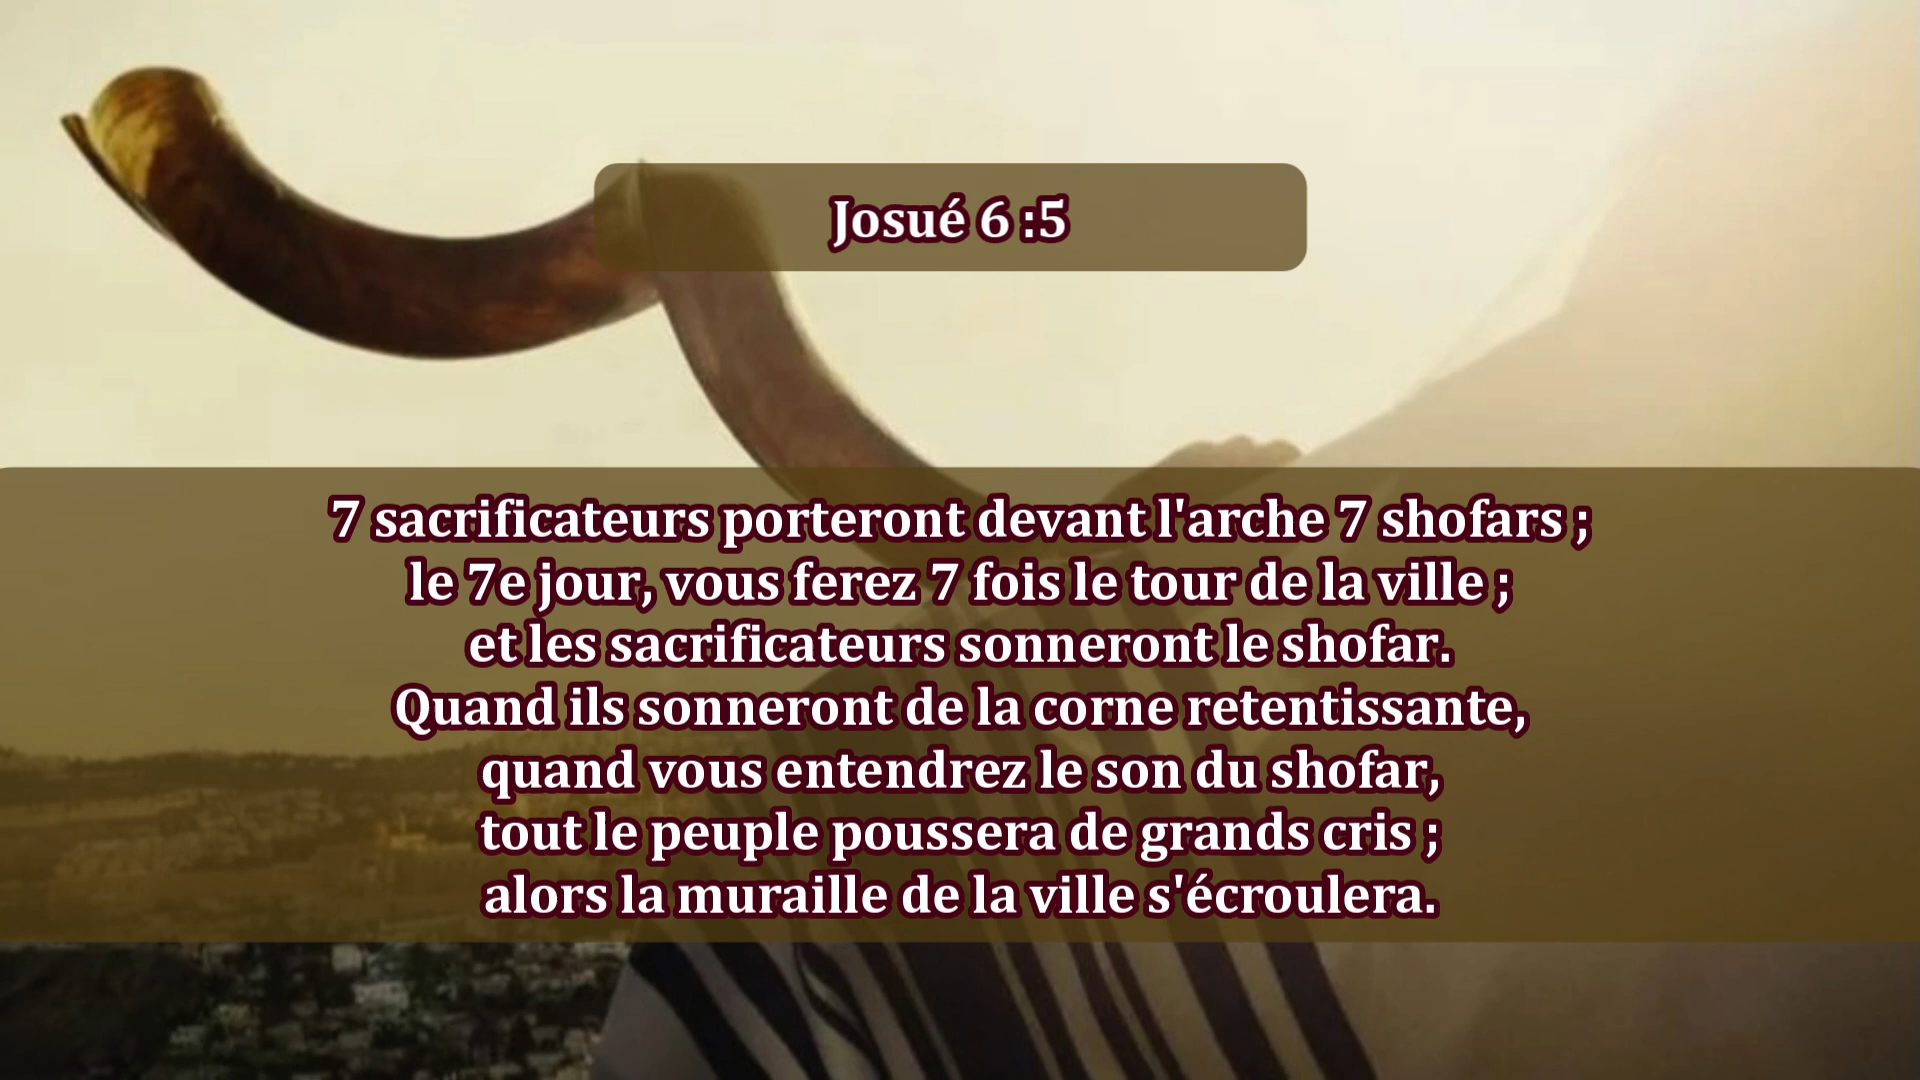 Josué 6 :5
7 sacrificateurs porteront devant l'arche 7 shofars ;
le 7e jour, vous ferez 7 fois le tour de la ville ;
et les sacrificateurs sonneront le shofar.
Quand ils sonneront de la corne retentissante,
quand vous entendrez le son du shofar,
tout le peuple poussera de grands cris ;
alors la muraille de la ville s'écroulera.